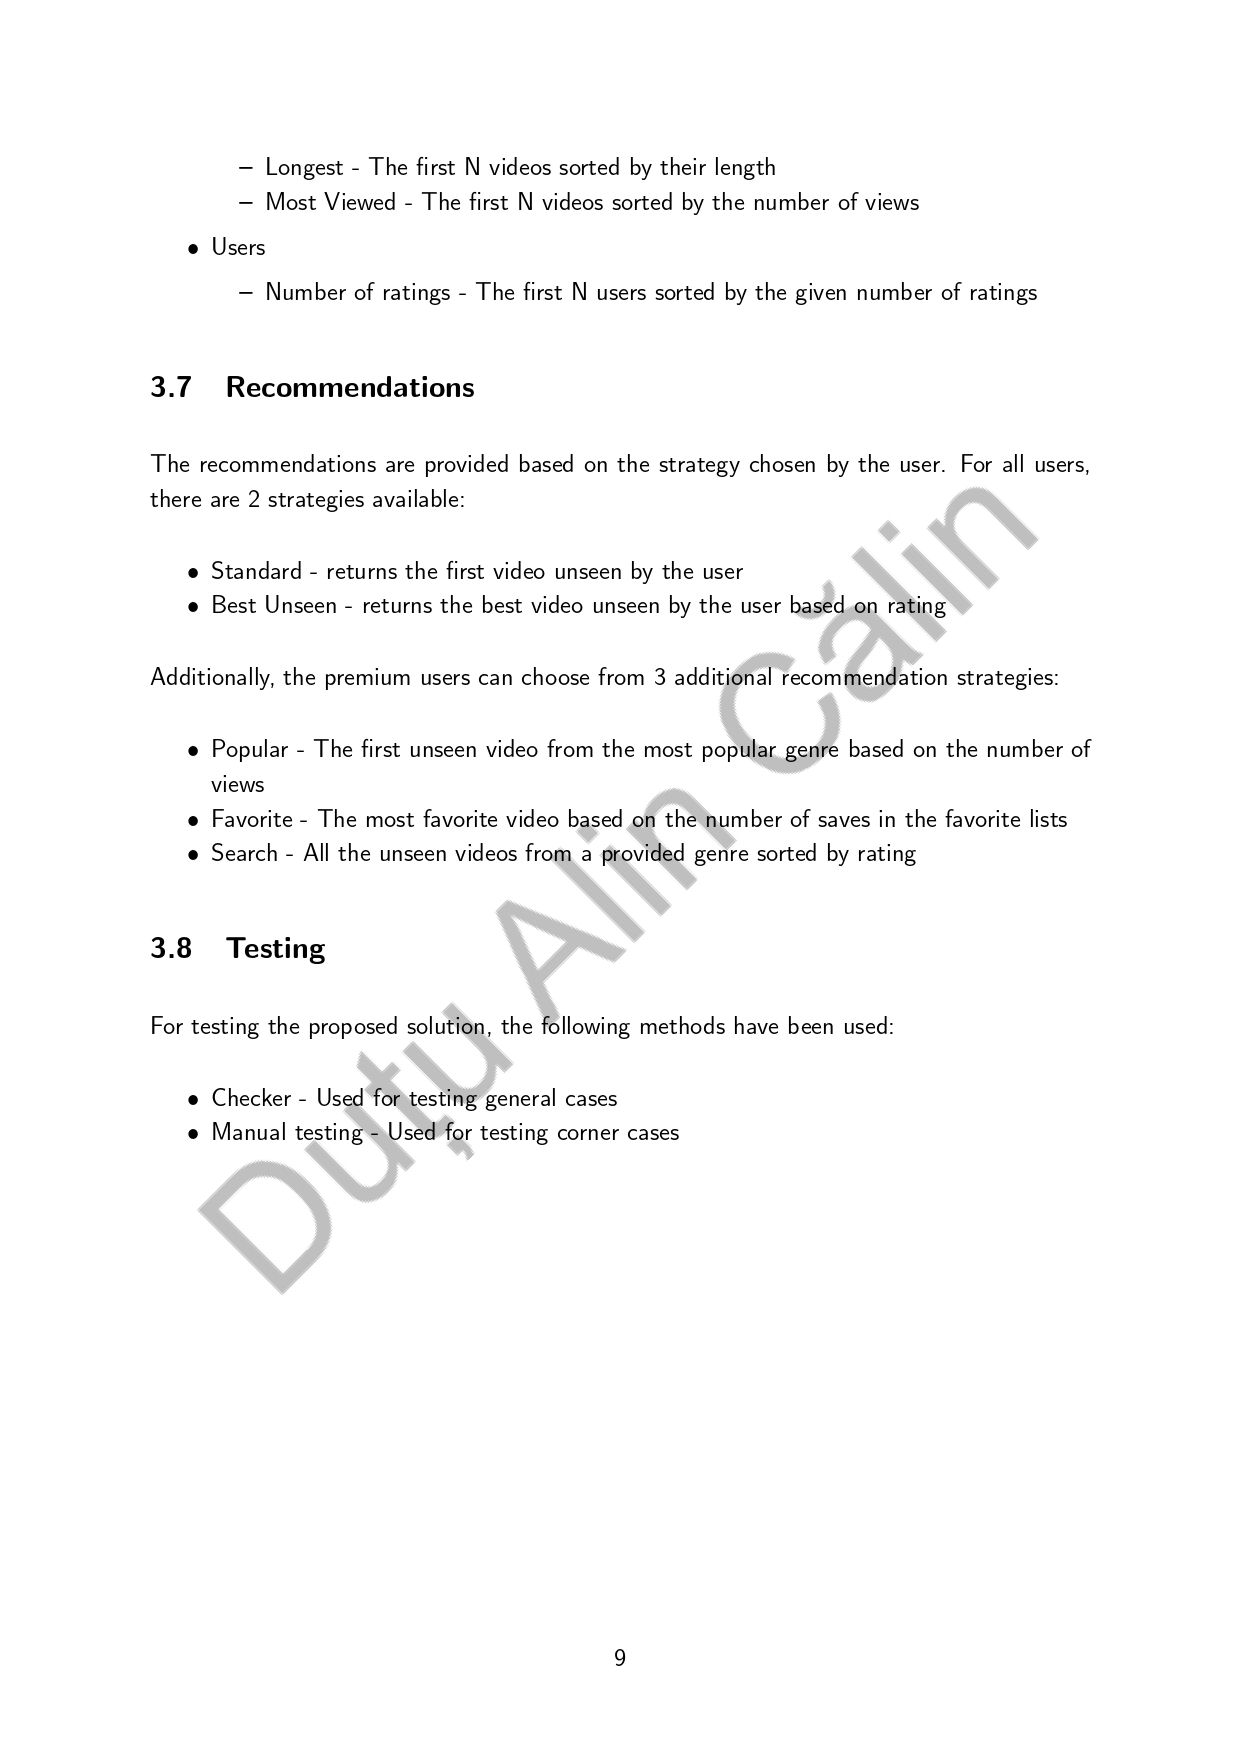 – Longest - The first N videos sorted by their length
– Most Viewed - The first N videos sorted by the number of views
• Users
– Number of ratings - The first N users sorted by the given number of ratings
3.7 Recommendations
The recommendations are provided based on the strategy chosen by the user. For all users,
there are 2 strategies available:
• Standard - returns the first video unseen by the user
• Best Unseen - returns the best video unseen by the user based on rating
Additionally, the premium users can choose from 3 additional recommendation strategies:
• Popular - The first unseen video from the most popular genre based on the number of
views
• Favorite - The most favorite video based on the number of saves in the favorite lists
• Search - All the unseen videos from a provided genre sorted by rating
3.8 Testing
For testing the proposed solution, the following methods have been used:
• Checker - Used for testing general cases
• Manual testing - Used for testing corner cases
Duțu Alin Călin
9